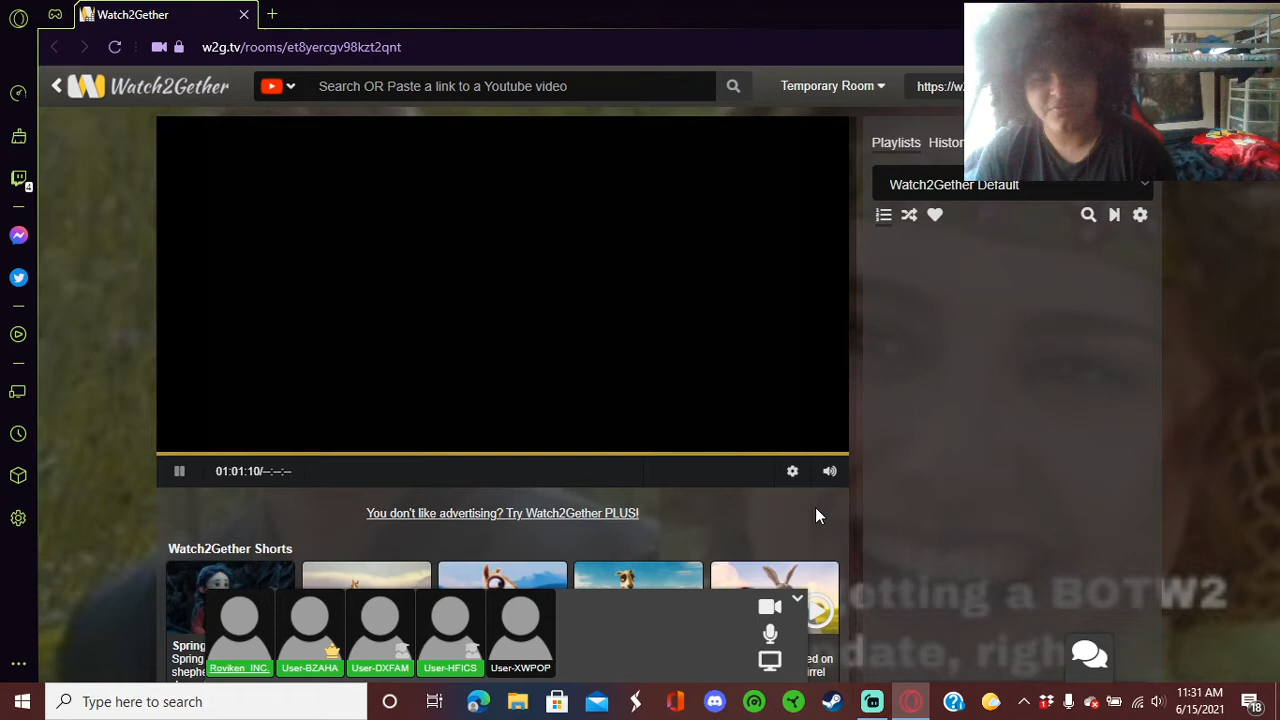 Watch2Gether
w2g.tv/rooms/et8yercgv98kzt2qnt
Watch2Gether
Search OR Paste a link to a Youtube video
Temporary Room
https://w
Playlists
Watch2Gether Default
4
01:01:10/--:--:--
You don't like advertising? Try Watch2Gether PLUS!
Watch2Gether Shorts
etting a BOTW2
Spring
Spring
date, righ
Roviken_INC.
User-BZAHA
User-DXFAM
User-HFICS
User-XWPOP
Type here to search
11:31 AM
6/15/2021
18